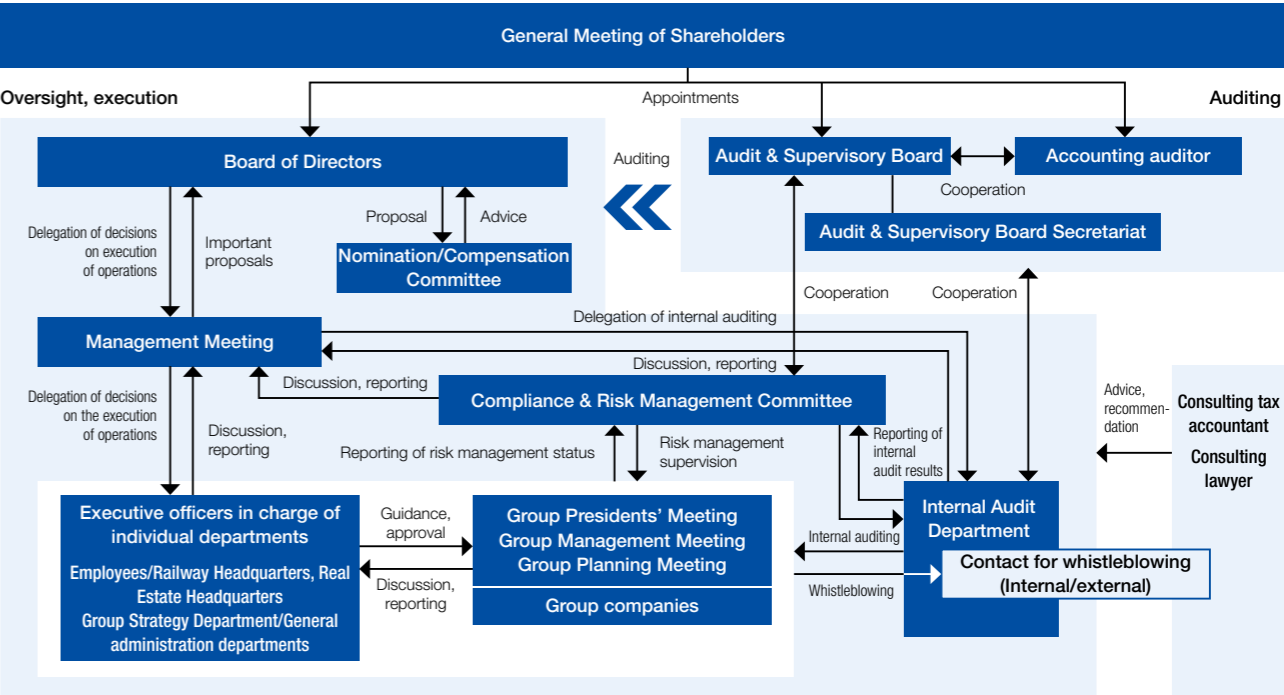 General Meeting of Shareholders
Oversight, execution
Appointments
Auditing
Board of Directors
Auditing
Audit & Supervisory Board
Accounting auditor
Cooperation
Audit & Supervisory Board Secretariat
Delegation of decisions
on execution
of operations
Important
proposals
Proposal
Advice
Nomination/Compensation
Committee
Cooperation
Cooperation
Delegation of internal auditing
Management Meeting
Discussion, reporting
Discussion, reporting
Compliance & Risk Management Committee
Delegation of decisions
on the execution
of operations
Discussion,
reporting
Reporting of risk management status
Risk management
supervision
Reporting of
internal
audit results
Advice,
recommen-
dation
Consulting tax
accountant
Consulting
lawyer
Executive officers in charge of
individual departments
Employees/Railway Headquarters, Real
Estate Headquarters
Group Strategy Department/General
administration departments
Guidance,
approval
Discussion,
reporting
Group Presidents' Meeting
Group Management Meeting
Group Planning Meeting
Group companies
Internal auditing
Whistleblowing
Internal Audit
Department
Contact for whistleblowing
(Internal/external)